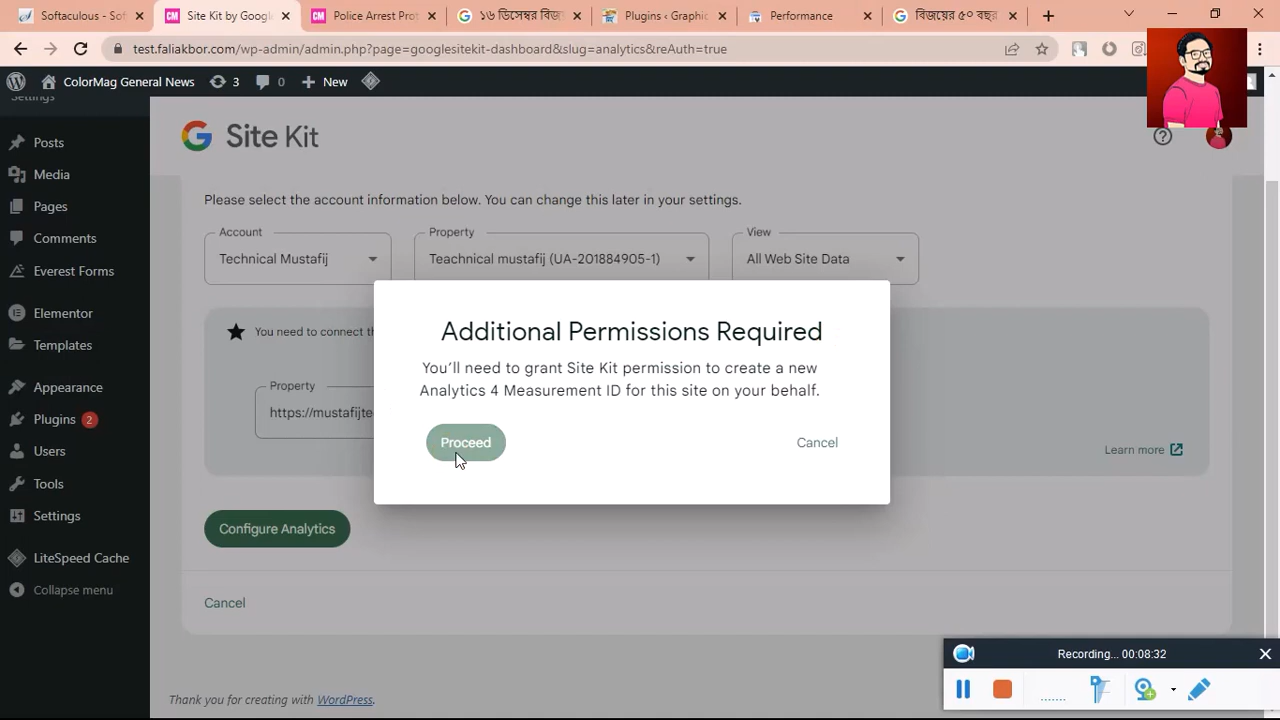 Softaculous - Sof
Site Kit by Google
Police Arrest Prot
১৬ ডিসেম্বর বিজ
Plugins ‹ Graphic
Performance
বিজয়ের ৫০ বছর
test.faliakbor.com/wp-admin/admin.php?page=googlesitekit-dashboard&slug=analytics&reAuth=true
ColorMag General News
3
0
New
Settings
Posts
Media
Pages
Comments
Everest Forms
Elementor
Templates
Appearance
Plugins 2
Users
Tools
Settings
LiteSpeed Cache
Collapse menu
Site Kit
Please select the account information below. You can change this later in your settings.
Account
Technical Mustafij
Property
Teachnical mustafij (UA-201884905-1)
View
All Web Site Data
You need to connect th
Property
https://mustafijte
Learn more
Additional Permissions Required
You'll need to grant Site Kit permission to create a new
Analytics 4 Measurement ID for this site on your behalf.
Proceed
Cancel
Configure Analytics
Cancel
Thank you for creating with WordPress.
Recording... 00:08:32